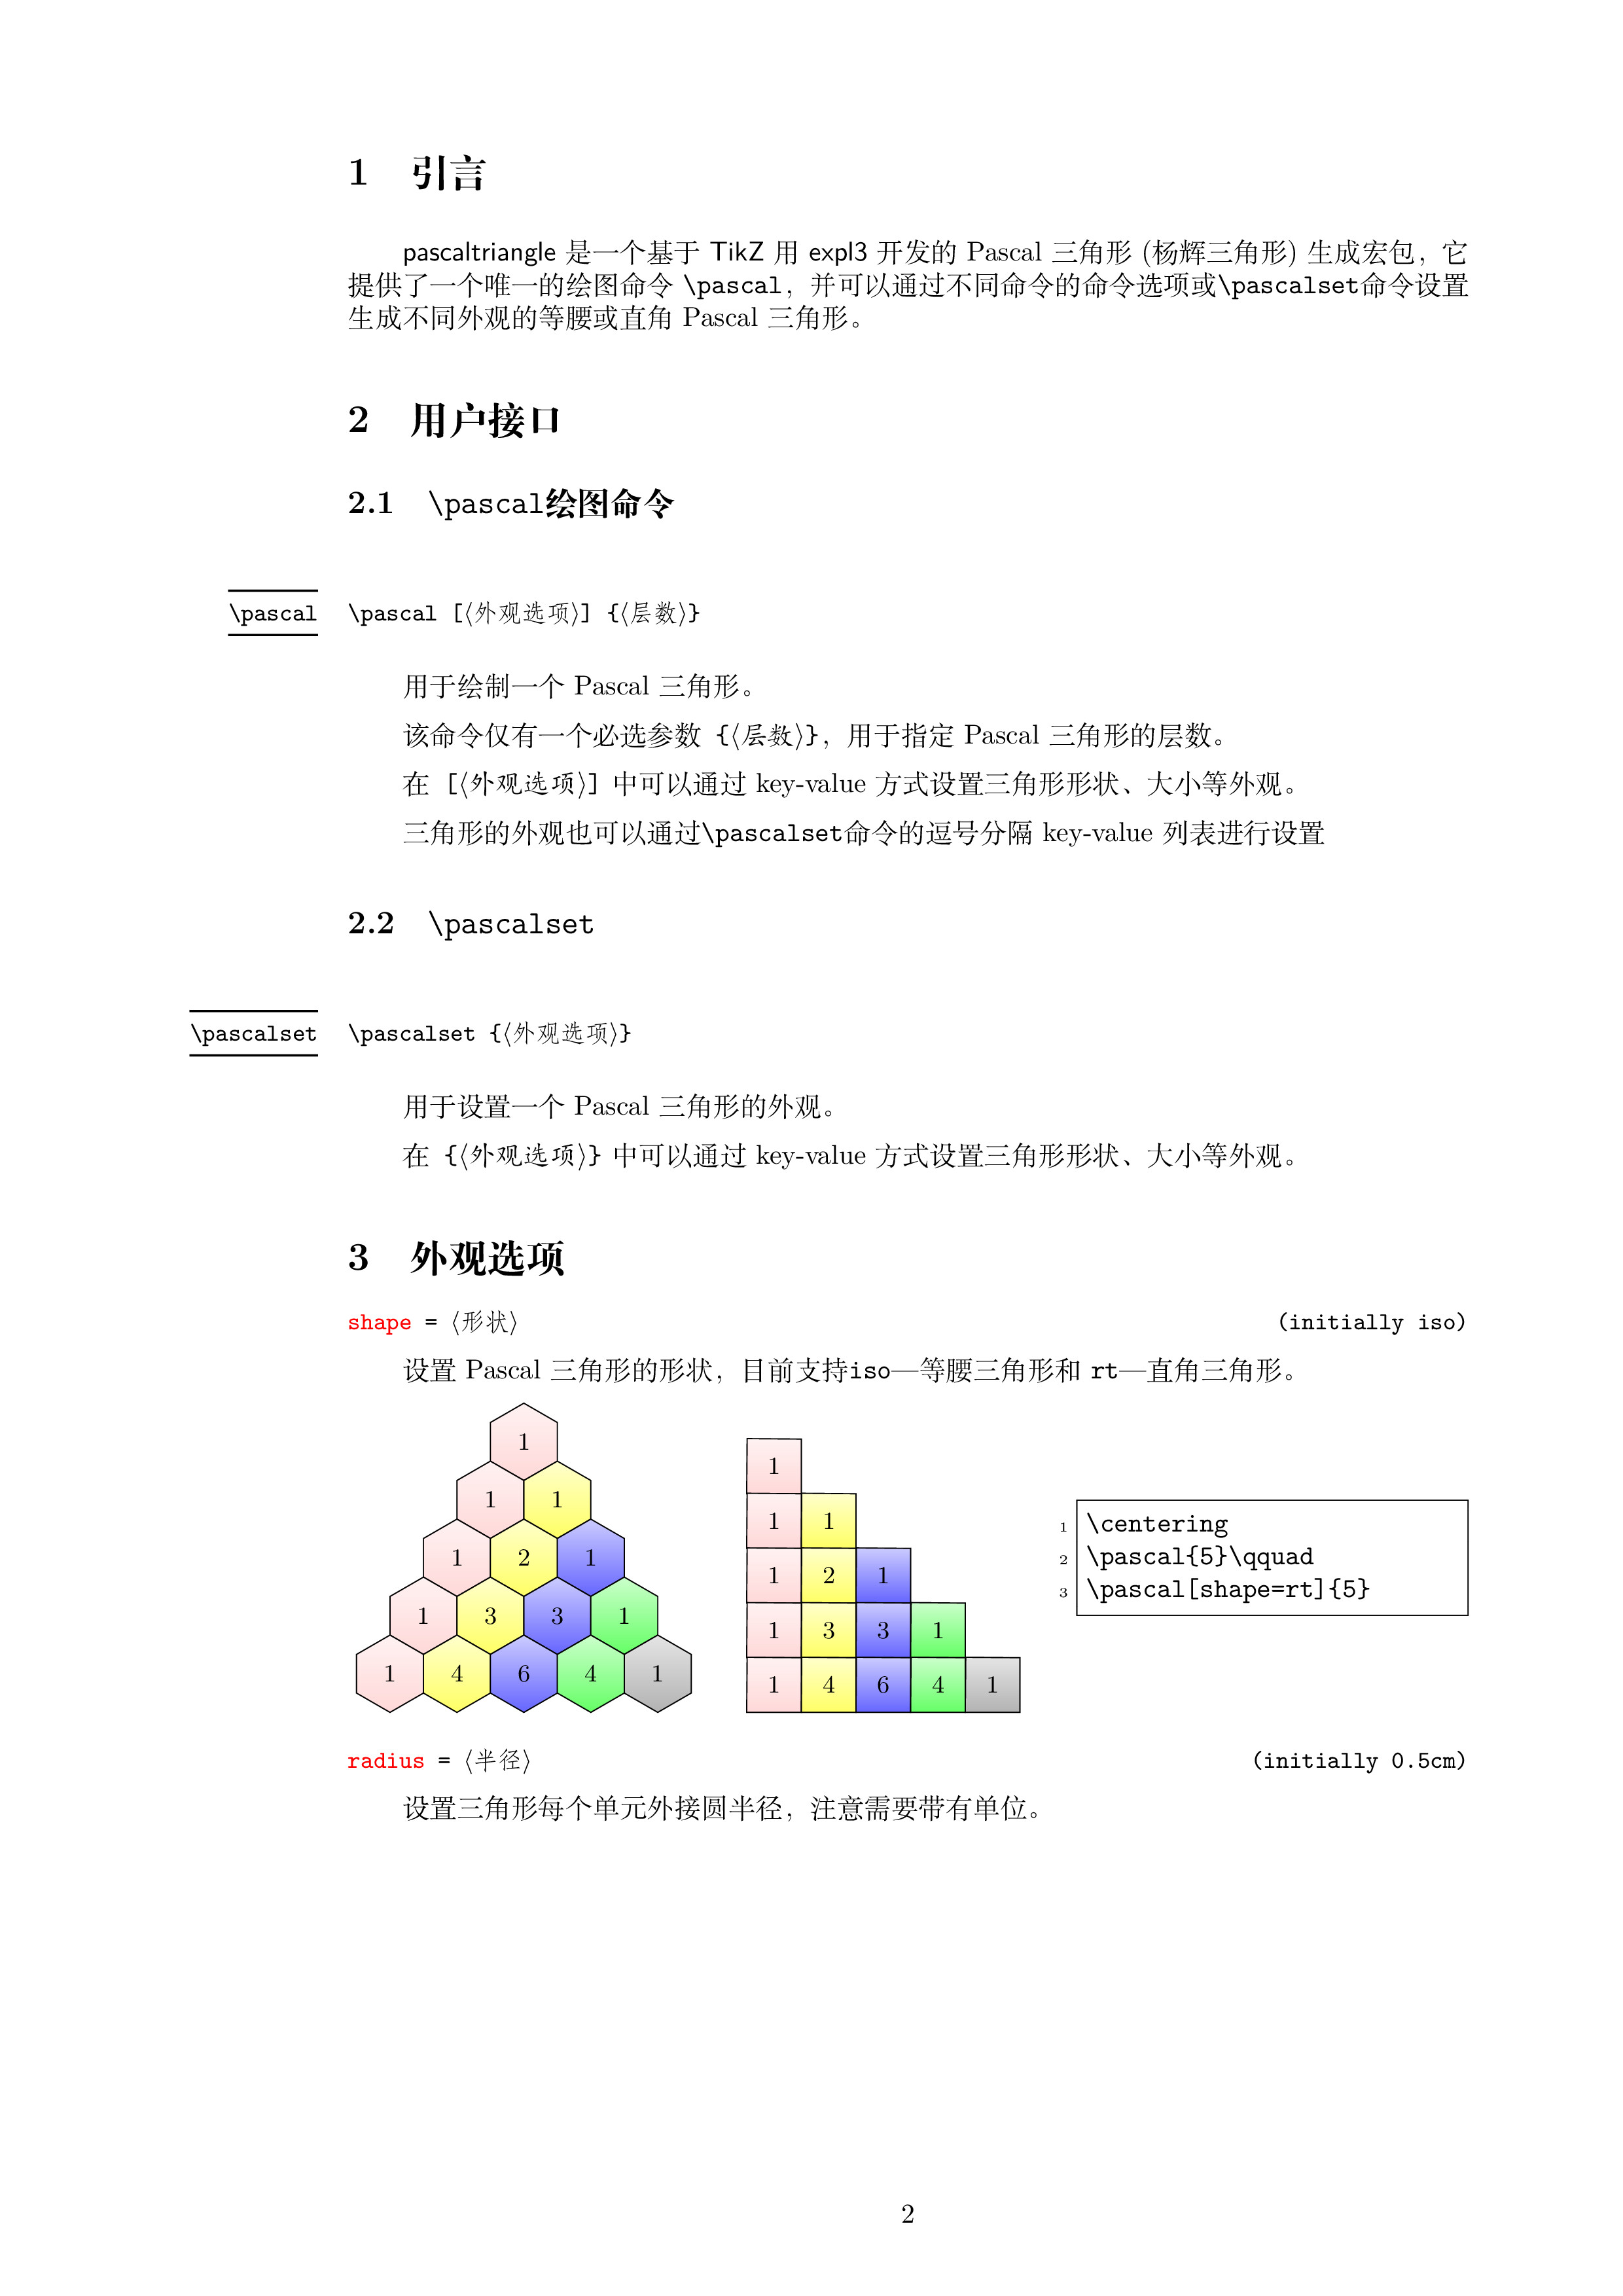 1 引言
pascaltriangle 是一个基于 TikZ 用 expl3 开发的 Pascal 三角形 (杨辉三角形) 生成宏包，它
提供了一个唯一的绘图命令 \pascal，并可以通过不同命令的命令选项或\pascalset命令设置
生成不同外观的等腰或直角 Pascal 三角形。
2 用户接口
2.1 \pascal绘图命令
\pascal \pascal [⟨外观选项⟩] {⟨层数⟩}
用于绘制一个 Pascal 三角形。
该命令仅有一个必选参数 {⟨层数⟩}，用于指定 Pascal 三角形的层数。
在 [⟨外观选项⟩] 中可以通过 key-value 方式设置三角形形状、大小等外观。
三角形的外观也可以通过\pascalset命令的逗号分隔 key-value 列表进行设置
2.2 \pascalset
\pascalset \pascalset {⟨外观选项⟩}
用于设置一个 Pascal 三角形的外观。
在 {⟨外观选项⟩} 中可以通过 key-value 方式设置三角形形状、大小等外观。
3 外观选项
shape = ⟨形状⟩ (initially iso)
设置 Pascal 三角形的形状，目前支持iso—等腰三角形和 rt—直角三角形。
1
1 1
1 2 1
1 3 3 1
1 4 6 4 1
1
1 1
1 2 1
1 3 3 1
1 4 6 4 1
1 \centering
2 \pascal{5}\qquad
3 \pascal[shape=rt]{5}
radius = ⟨半径⟩ (initially 0.5cm)
设置三角形每个单元外接圆半径，注意需要带有单位。
2